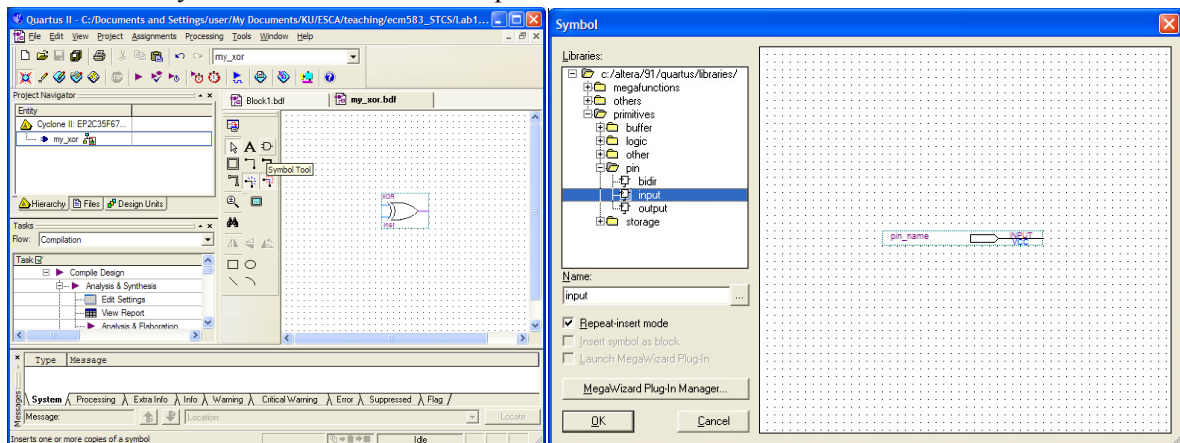 Quartus II - C:/Documents and Settings/user/My Documents/KU/ESCA/teaching/ecm583_STCS/Lab1...
File Edit View Project Assignments Processing Tools Window Help
my_xor
Project Navigator
Entity
Cyclone II: EP2C35F67...
my_xor
Hierarchy Files Design Units
Tasks
Flow: Compilation
Task
Compile Design
Analysis & Synthesis
Edit Settings
View Report
Analysis & Elaboration
Block1.bdf my_xor.bdf
Symbol Tool
XOR
inst
Type Message
System Processing Extra Info Info Warning Critical Warning Error Suppressed Flag
Messages
Message: Location: Locate
Inserts one or more copies of a symbol Idle
Symbol
Libraries:
c:/altera/91/quartus/libraries/
megafunctions
others
primitives
buffer
logic
other
pin
bidir
input
output
storage
Name:
input
...
Repeat-insert mode
Insert symbol as block
Launch MegaWizard Plug-In
MegaWizard Plug-In Manager...
OK Cancel
pin_name INPUT
VCC